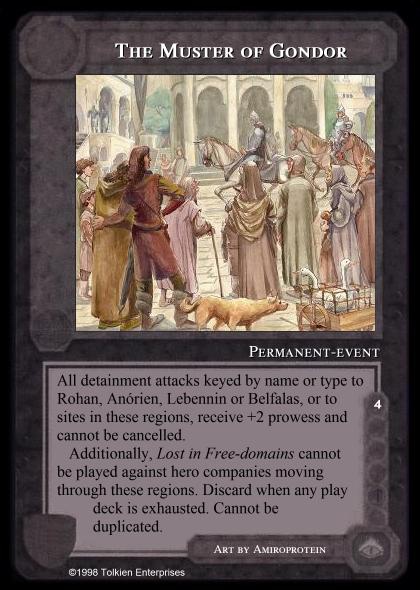 The Muster of Gondor
Permanent-event
All detainment attacks keyed by name or type to
Rohan, Anórien, Lebennin or Belfalas, or to
sites in these regions, receive +2 prowess and
cannot be cancelled.
Additionally, Lost in Free-domains cannot
be played against hero companies moving
through these regions. Discard when any play
deck is exhausted. Cannot be
duplicated.
4
Art by Amiroprotein
©1998 Tolkien Enterprises